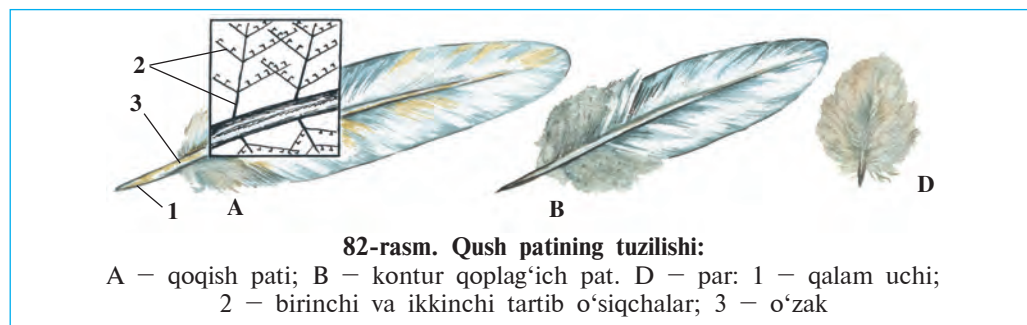 2
3
1
A
B
D
82-rasm. Qush patining tuzilishi:
A – qoqish pati; B – kontur qoplag‘ich pat. D – par: 1 – qalam uchi;
2 – birinchi va ikkinchi tartib o‘siqchalar; 3 – o‘zak